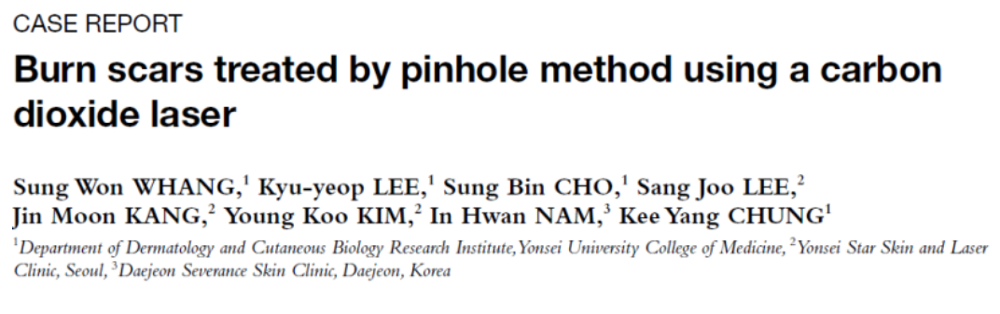 CASE REPORT
Burn scars treated by pinhole method using a carbon
dioxide laser
Sung Won WHANG,¹ Kyu-yeop LEE,¹ Sung Bin CHO,¹ Sang Joo LEE,²
Jin Moon KANG,² Young Koo KIM,² In Hwan NAM,³ Kee Yang CHUNG¹
¹Department of Dermatology and Cutaneous Biology Research Institute, Yonsei University College of Medicine, ²Yonsei Star Skin and Laser
Clinic, Seoul, ³Daejeon Severance Skin Clinic, Daejeon, Korea